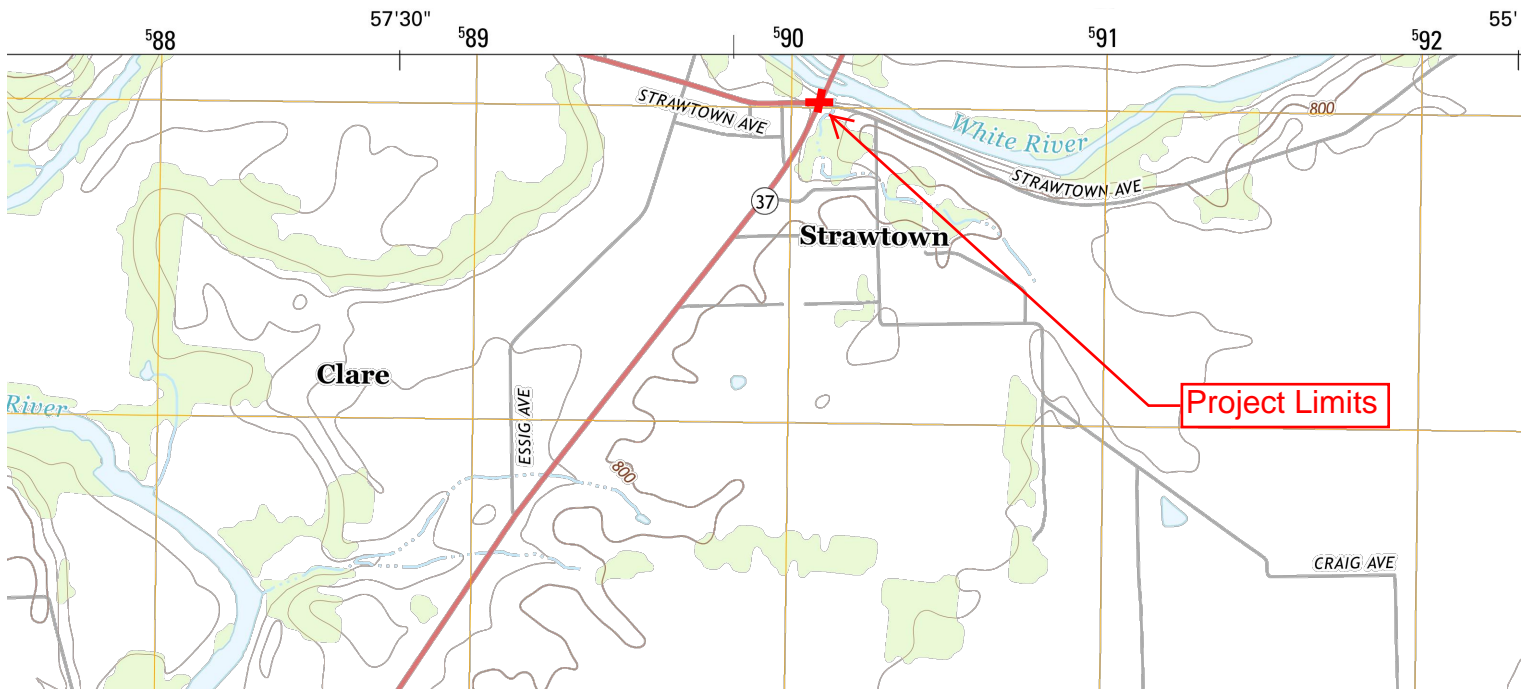 57'30"
55'
588
589
590
591
592
STRAWTOWN AVE
White River
800
STRAWTOWN AVE
37
Strawtown
Clare
River
ESSIG AVE
Project Limits
800
CRAIG AVE